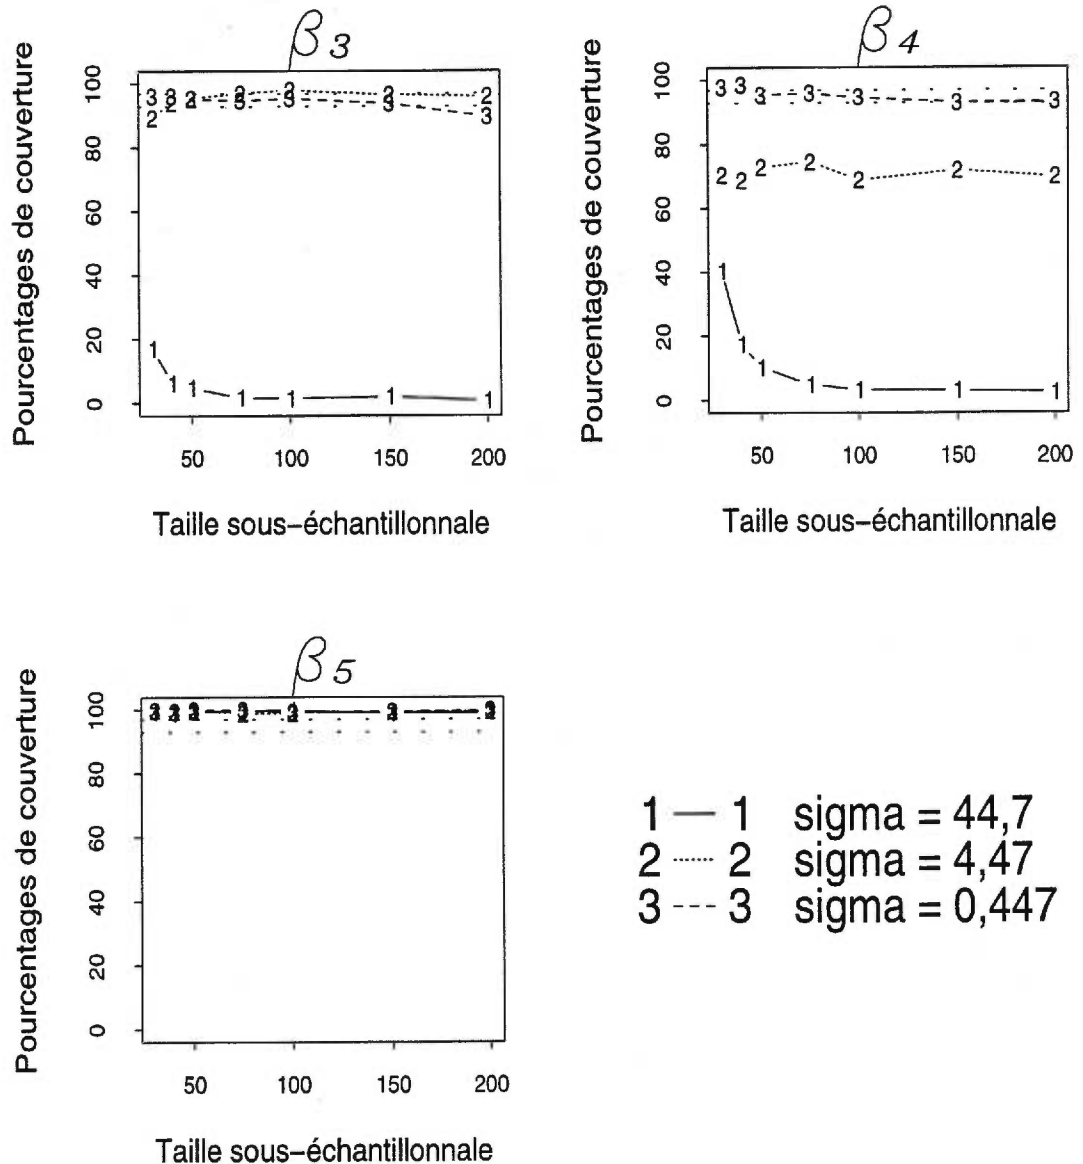 β3
Pourcentages de couverture
0 20 40 60 80 100
50 100 150 200
Taille sous-échantillonnale
β4
Pourcentages de couverture
0 20 40 60 80 100
50 100 150 200
Taille sous-échantillonnale
β5
Pourcentages de couverture
0 20 40 60 80 100
50 100 150 200
Taille sous-échantillonnale
1 — 1 sigma = 44,7
2 ····· 2 sigma = 4,47
3 --- 3 sigma = 0,447